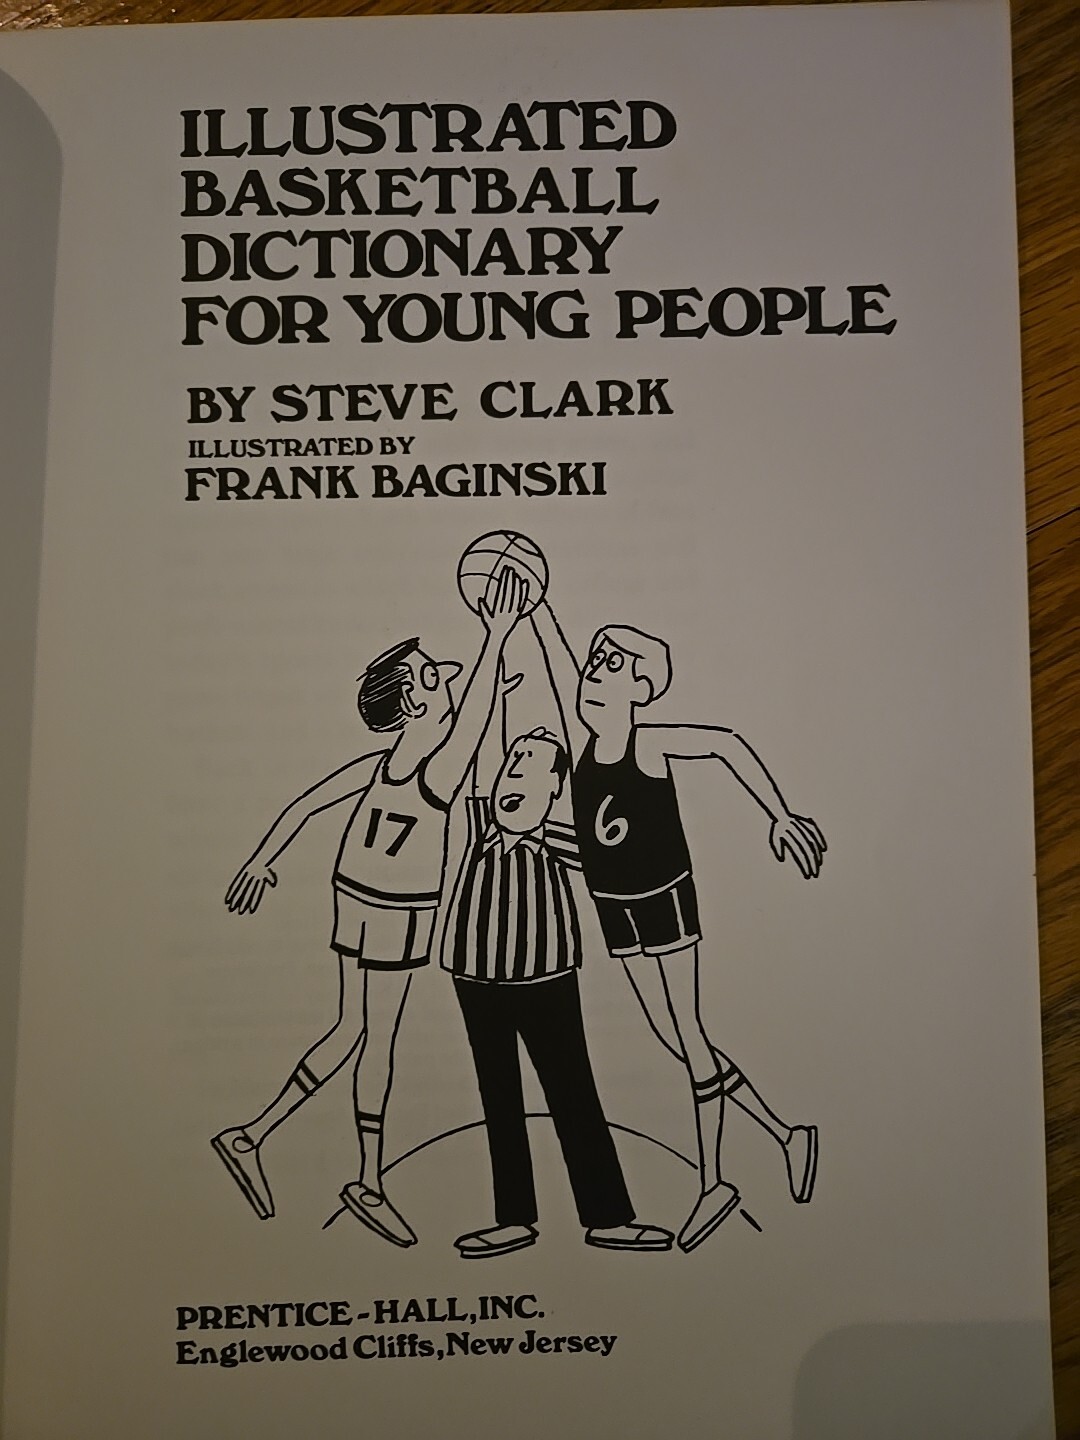 ILLUSTRATED
BASKETBALL
DICTIONARY
FOR YOUNG PEOPLE
BY STEVE CLARK
ILLUSTRATED BY
FRANK BAGINSKI
17
6
PRENTICE-HALL, INC.
Englewood Cliffs, New Jersey